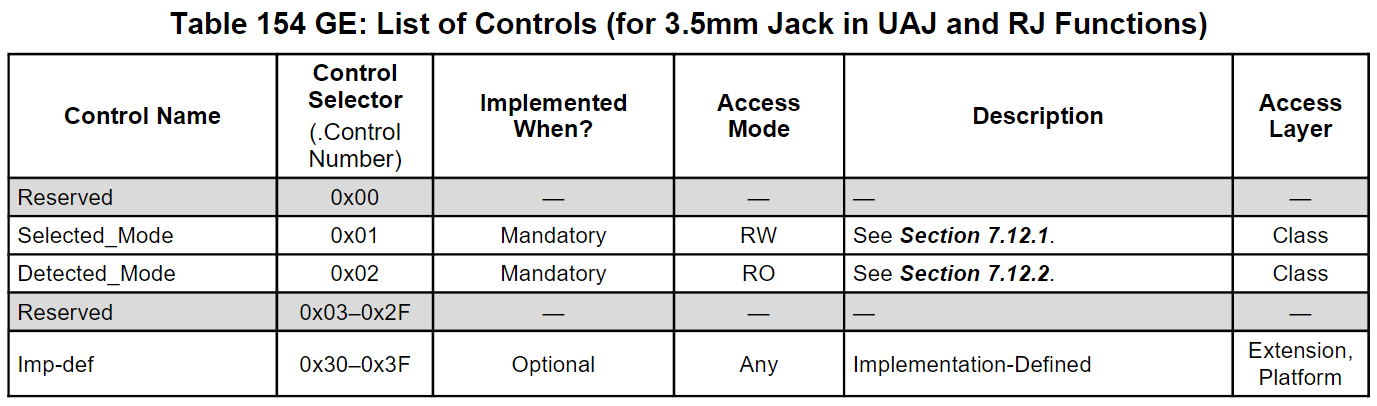 Table 154 GE: List of Controls (for 3.5mm Jack in UAJ and RJ Functions)
Control Name
Control
Selector
(.Control
Number)
Implemented
When?
Access
Mode
Description
Access
Layer
Reserved 0x00 — — — —
Selected_Mode 0x01 Mandatory RW See Section 7.12.1. Class
Detected_Mode 0x02 Mandatory RO See Section 7.12.2. Class
Reserved 0x03–0x2F — — — —
Imp-def 0x30–0x3F Optional Any Implementation-Defined Extension,
Platform